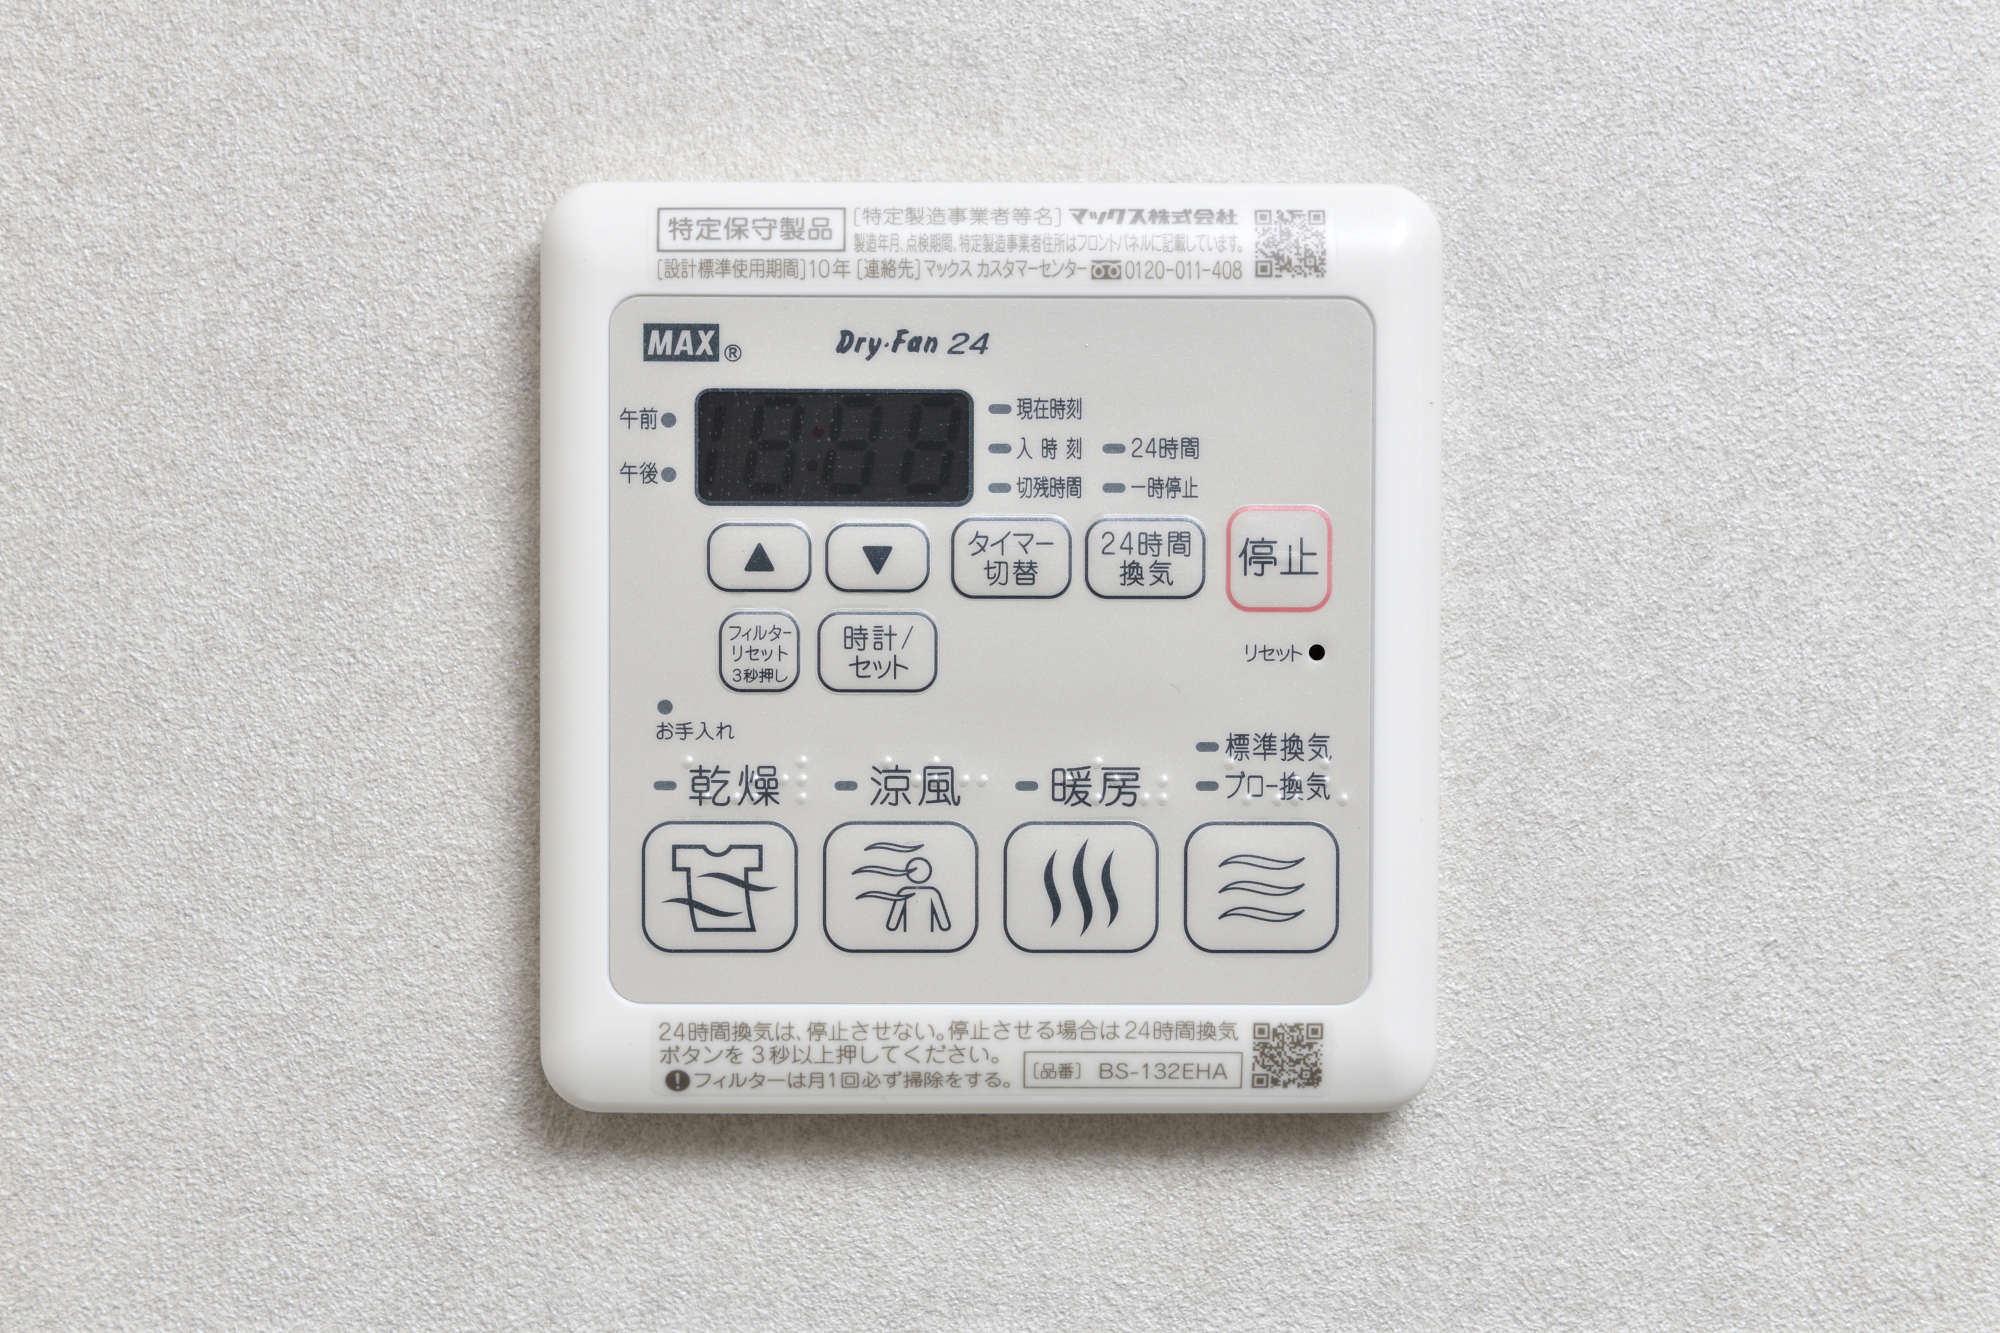 特定保守製品
[特定製造事業者等名] マックス株式会社
製造年月、点検期間、特定製造事業者住所はフロントパネルに記載しています。
[設計標準使用期間]10年 [連絡先]マックス カスタマーセンター 0120-011-408
MAX®
Dry・Fan 24
午前
午後
現在時刻
入時刻
24時間
切残時間
一時停止
▲
▼
タイマー
切替
24時間
換気
停止
フィルター
リセット
3秒押し
時計/
セット
リセット
お手入れ
標準換気
乾燥
涼風
暖房
ブロー換気
24時間換気は、停止させない。停止させる場合は24時間換気
ボタンを3秒以上押してください。
フィルターは月1回必ず掃除をする。
[品番] BS-132EHA